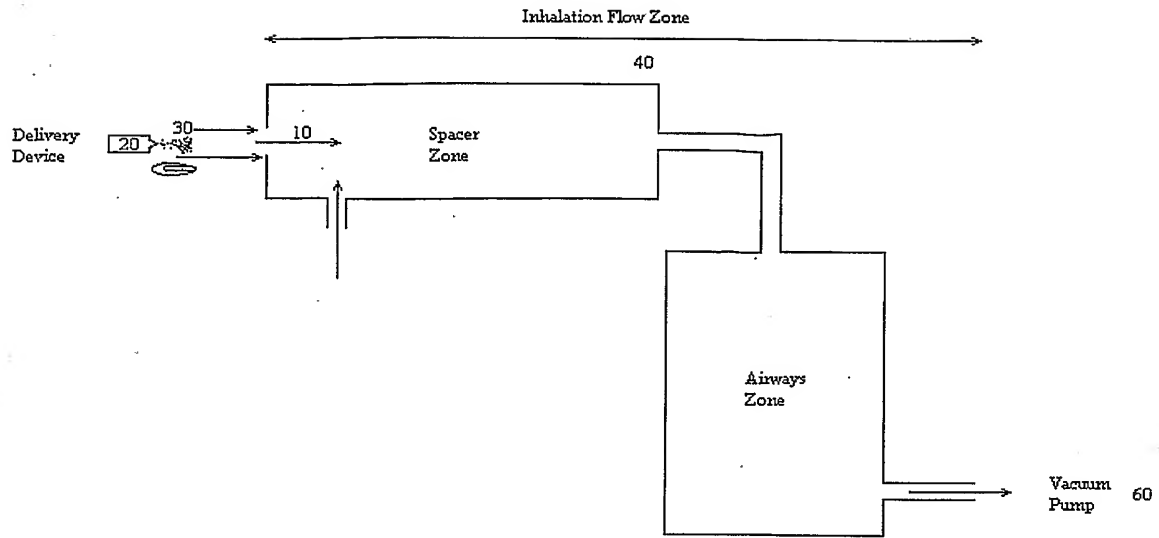 Inhalation Flow Zone
40
Delivery
Device
20
30
10
Spacer
Zone
Airways
Zone
Vacuum
Pump
60